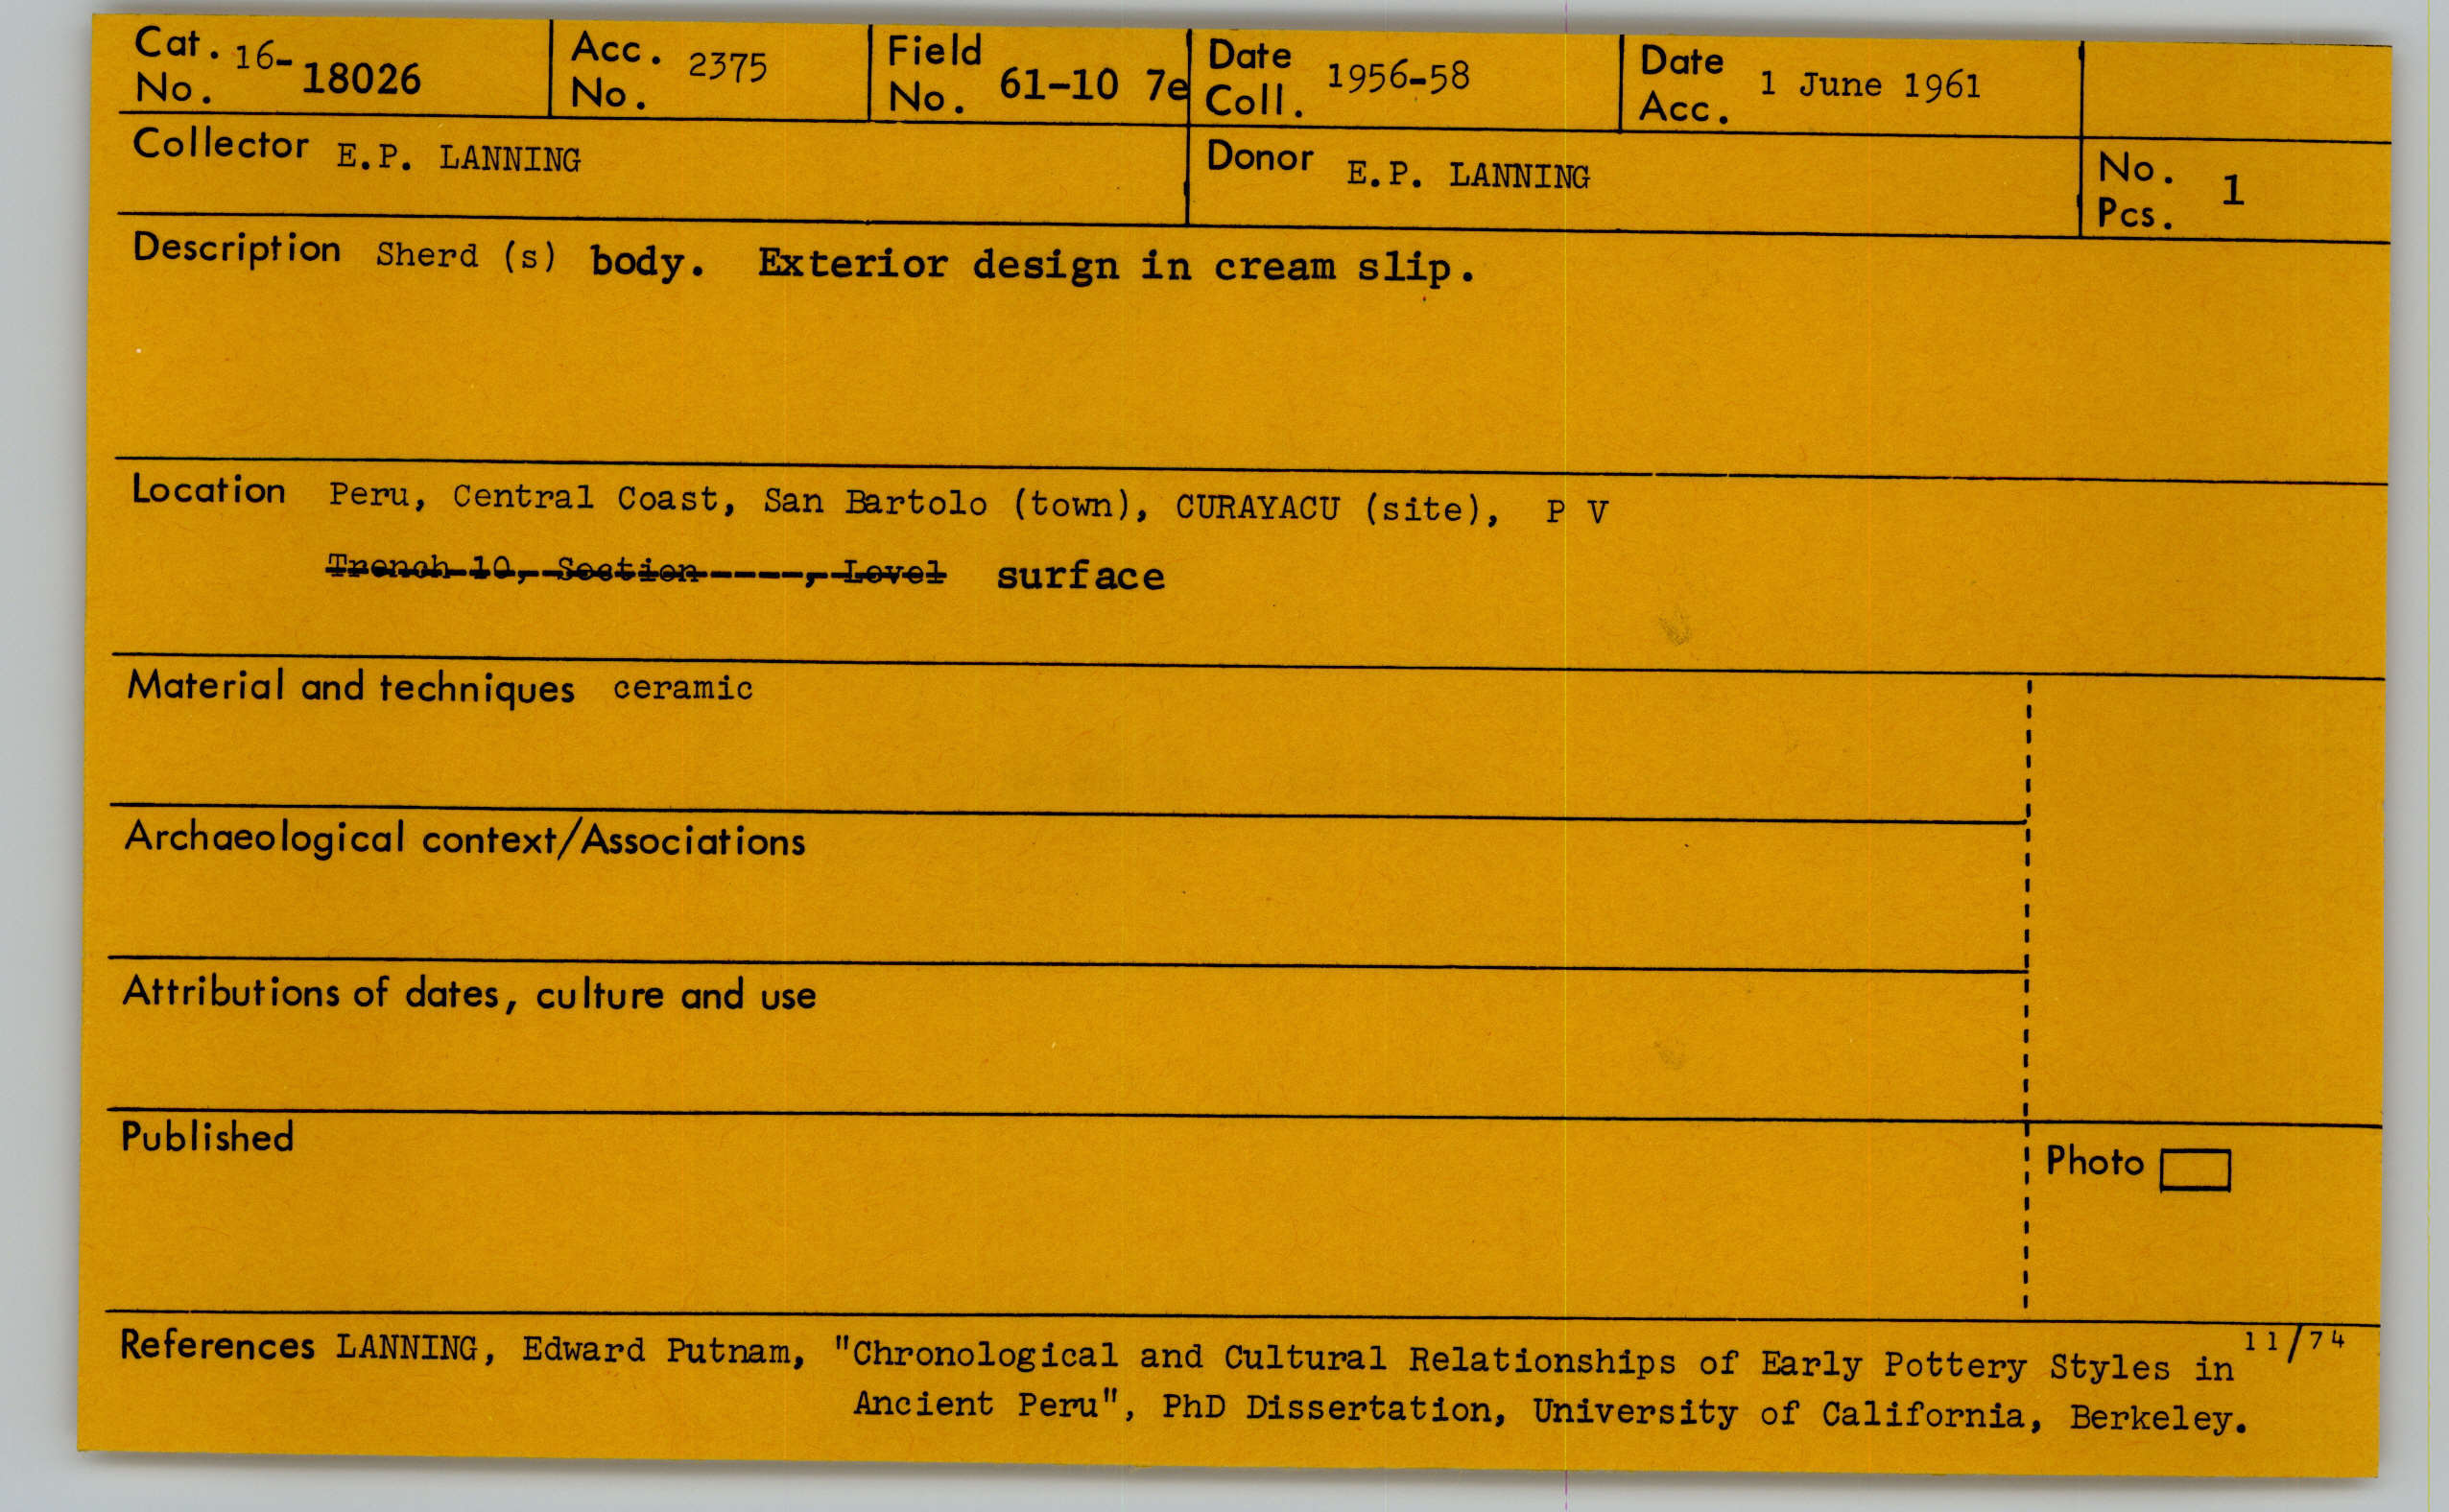 Cat. No. 16-18026 Acc. No. 2375 Field No. 61-10 7e Date Coll. 1956-58 Date Acc. 1 June 1961
Collector E.P. LANNING Donor E.P. LANNING No. Pcs. 1
Description Sherd (s) body. Exterior design in cream slip.
Location Peru, Central Coast, San Bartolo (town), CURAYACU (site), P V
Trench 10, Section ----, Level surface
Material and techniques ceramic
Archaeological context/Associations
Attributions of dates, culture and use
Published
Photo
11/74
References LANNING, Edward Putnam, "Chronological and Cultural Relationships of Early Pottery Styles in
Ancient Peru", PhD Dissertation, University of California, Berkeley.